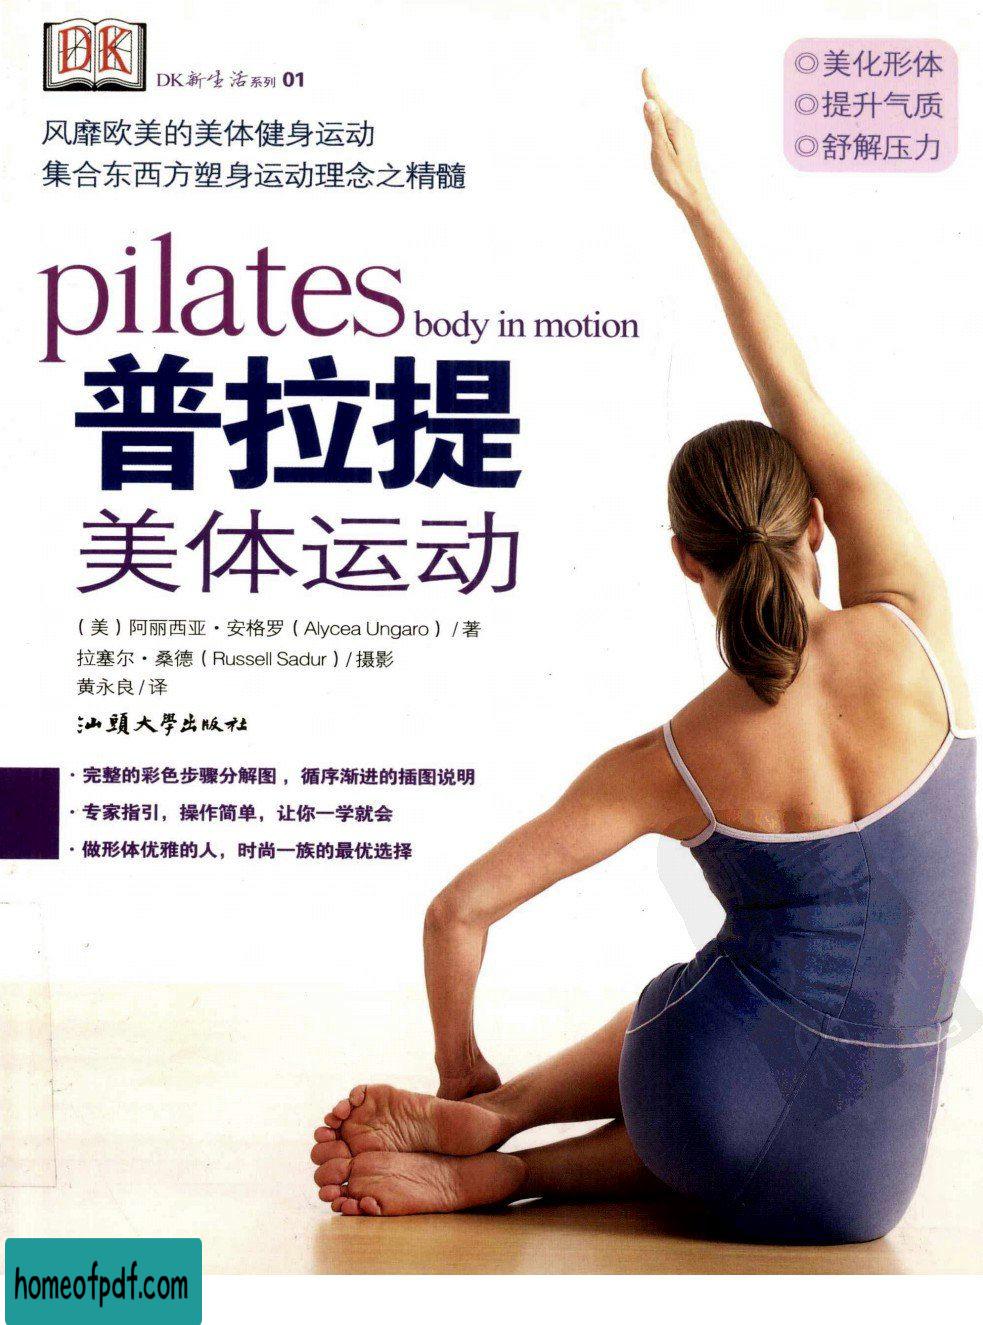 DK
DK新生活系列 01
风靡欧美的美体健身运动
集合东西方塑身运动理念之精髓
◎美化形体
◎提升气质
◎舒解压力
pilates body in motion
普拉提
美体运动
（美）阿丽西亚·安格罗（Alycea Ungaro）/著
拉塞尔·桑德（Russell Sadur）/摄影
黄永良/译
汕頭大學出版社
·完整的彩色步骤分解图，循序渐进的插图说明
·专家指引，操作简单，让你一学就会
·做形体优雅的人，时尚一族的最优选择
homeofpdf.com